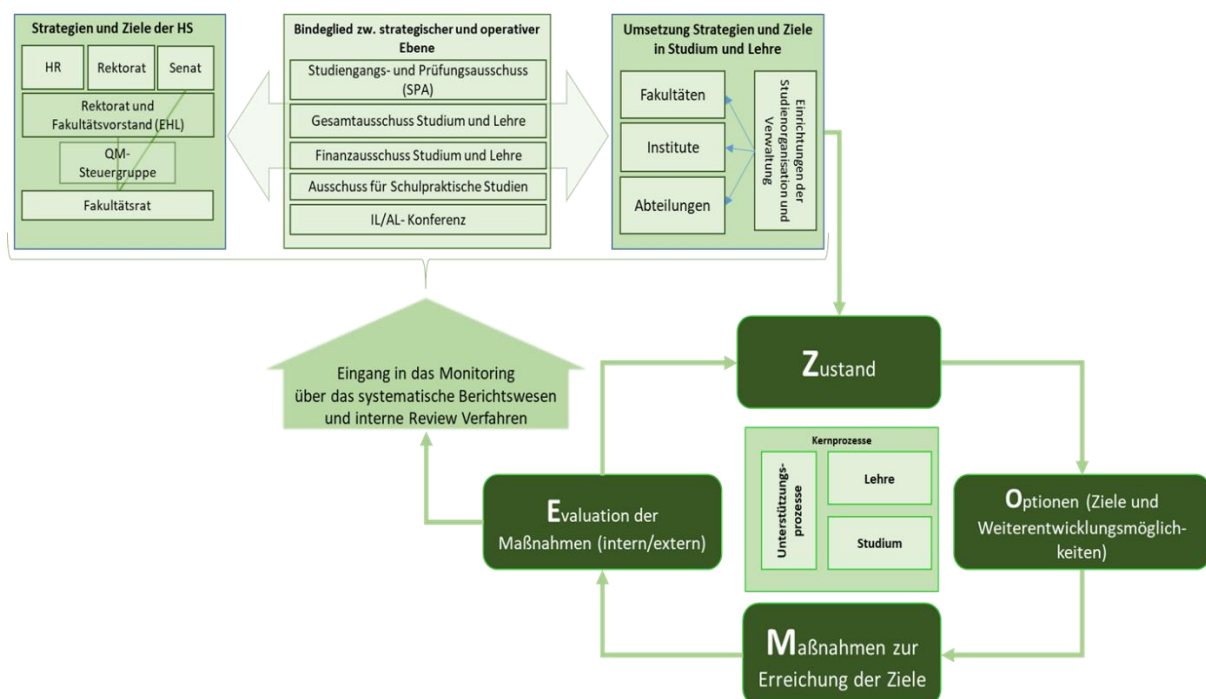 Strategien und Ziele der HS
HR
Rektorat
Senat
Rektorat und
Fakultätsvorstand (EHL)
QM-
Steuergruppe
Fakultätsrat
Bindeglied zw. strategischer und operativer
Ebene
Studiengangs- und Prüfungsausschuss
(SPA)
Gesamtausschuss Studium und Lehre
Finanzausschuss Studium und Lehre
Ausschuss für Schulpraktische Studien
IL/AL- Konferenz
Umsetzung Strategien und Ziele
in Studium und Lehre
Fakultäten
Institute
Abteilungen
Einrichtungen der
Studienorganisation und
Verwaltung
Eingang in das Monitoring
über das systematische Berichtswesen
und interne Review Verfahren
Zustand
Kernprozesse
Unterstützungs-
prozesse
Lehre
Studium
Evaluation der
Maßnahmen (intern/extern)
Optionen (Ziele und
Weiterentwicklungsmöglich-
keiten)
Maßnahmen zur
Erreichung der Ziele